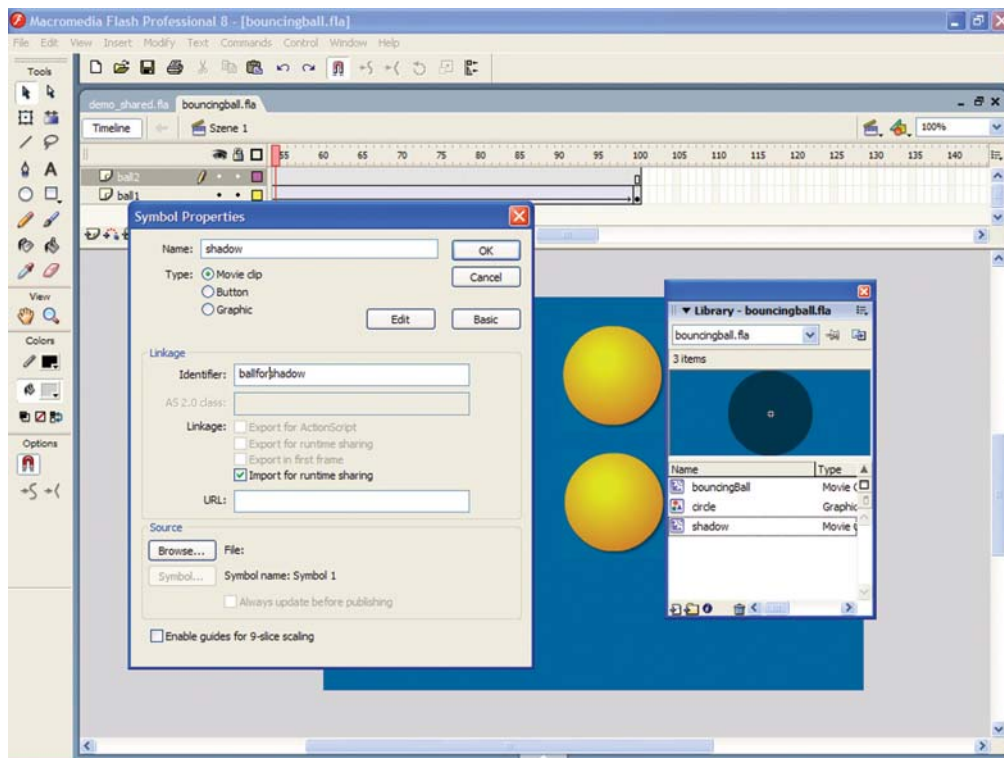 Macromedia Flash Professional 8 - [bouncingball.fla]
File Edit View Insert Modify Text Commands Control Window Help
Tools
demo_shared.fla bouncingball.fla
Timeline Szene 1 100%
55 60 65 70 75 80 85 90 95 100 105 110 115 120 125 130 135 140
ball2
ball1
Symbol Properties
Name: shadow OK
Type: Movie clip Cancel
Button
Graphic
Edit Basic
Linkage
Identifier: ballforshadow
AS 2.0 class:
Linkage: Export for ActionScript
Export for runtime sharing
Export in first frame
Import for runtime sharing
URL:
Source
Browse... File:
Symbol... Symbol name: Symbol 1
Always update before publishing
Enable guides for 9-slice scaling
View
Colors
Options
Library - bouncingball.fla
bouncingball.fla
3 items
Name Type
bouncingBall Movie
circle Graphic
shadow Movie